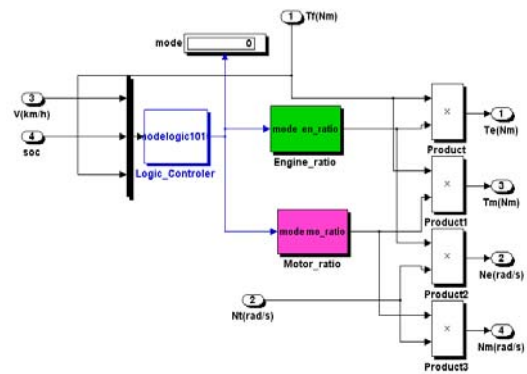 1
Tf(Nm)
mode
0
3
V(km/h)
4
soc
nodelogic101
Logic_Controler
mode en_ratio
Engine_ratio
mode mo_ratio
Motor_ratio
2
Nt(rad/s)
×
Product
1
Te(Nm)
×
Product1
3
Tm(Nm)
×
Product2
2
Ne(rad/s)
×
Product3
4
Nm(rad/s)